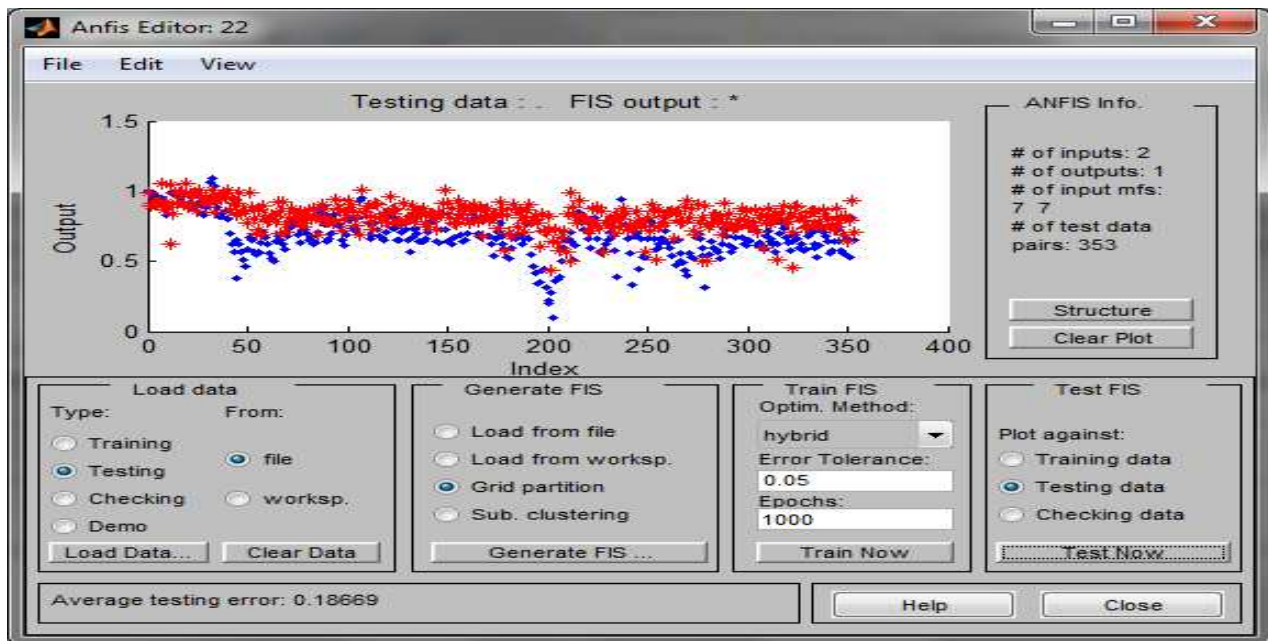 Anfis Editor: 22
File Edit View
Testing data : . FIS output : *
1.5
1
0.5
0
Output
0 50 100 150 200 250 300 350 400
Index
ANFIS Info.
# of inputs: 2
# of outputs: 1
# of input mfs:
7 7
# of test data
pairs: 353
Structure
Clear Plot
Load data
Type: From:
Training
Testing
Checking
Demo
file
worksp.
Load Data... Clear Data
Generate FIS
Load from file
Load from worksp.
Grid partition
Sub. clustering
Generate FIS ...
Train FIS
Optim. Method:
hybrid
Error Tolerance:
0.05
Epochs:
1000
Train Now
Test FIS
Plot against:
Training data
Testing data
Checking data
Test Now
Average testing error: 0.18669
Help Close